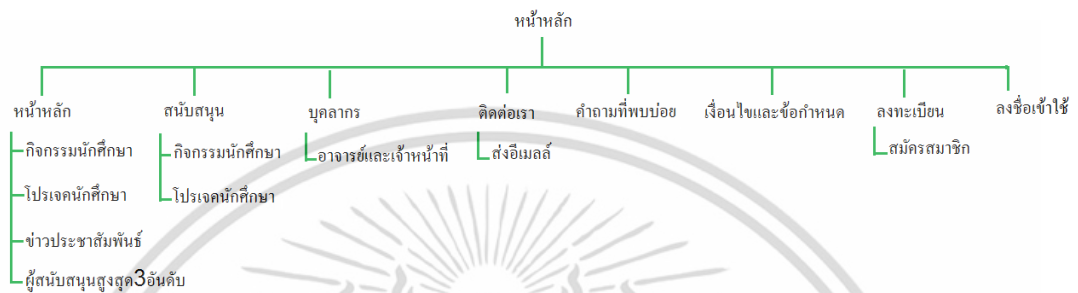 หน้าหลัก
หน้าหลัก สนับสนุน บุคลากร ติดต่อเรา คำถามที่พบบ่อย เงื่อนไขและข้อกำหนด ลงทะเบียน ลงชื่อเข้าใช้
กิจกรรมนักศึกษา กิจกรรมนักศึกษา อาจารย์และเจ้าหน้าที่ ส่งอีเมลล์ สมัครสมาชิก
โปรเจคนักศึกษา โปรเจคนักศึกษา
ข่าวประชาสัมพันธ์
ผู้สนับสนุนสูงสุด3อันดับ